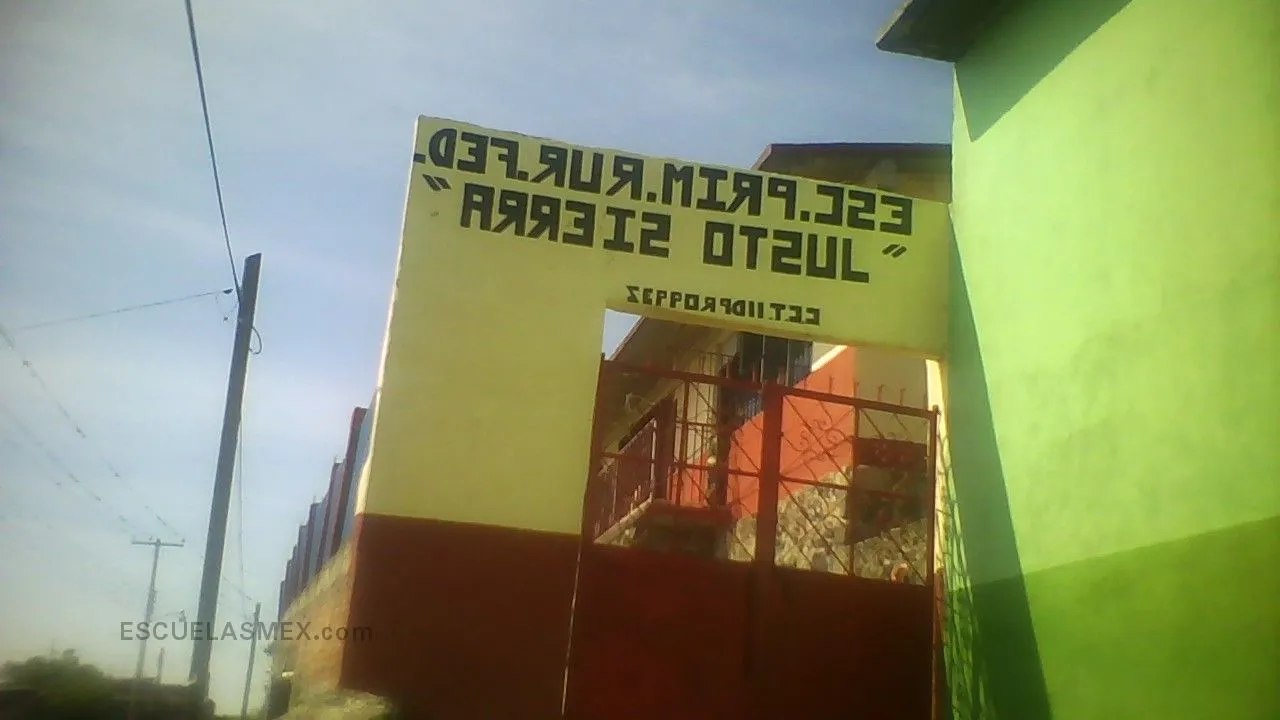 ESC.PRIM.RUR.FED.
"JUSTO SIERRA"
ESCUELASMEX.com